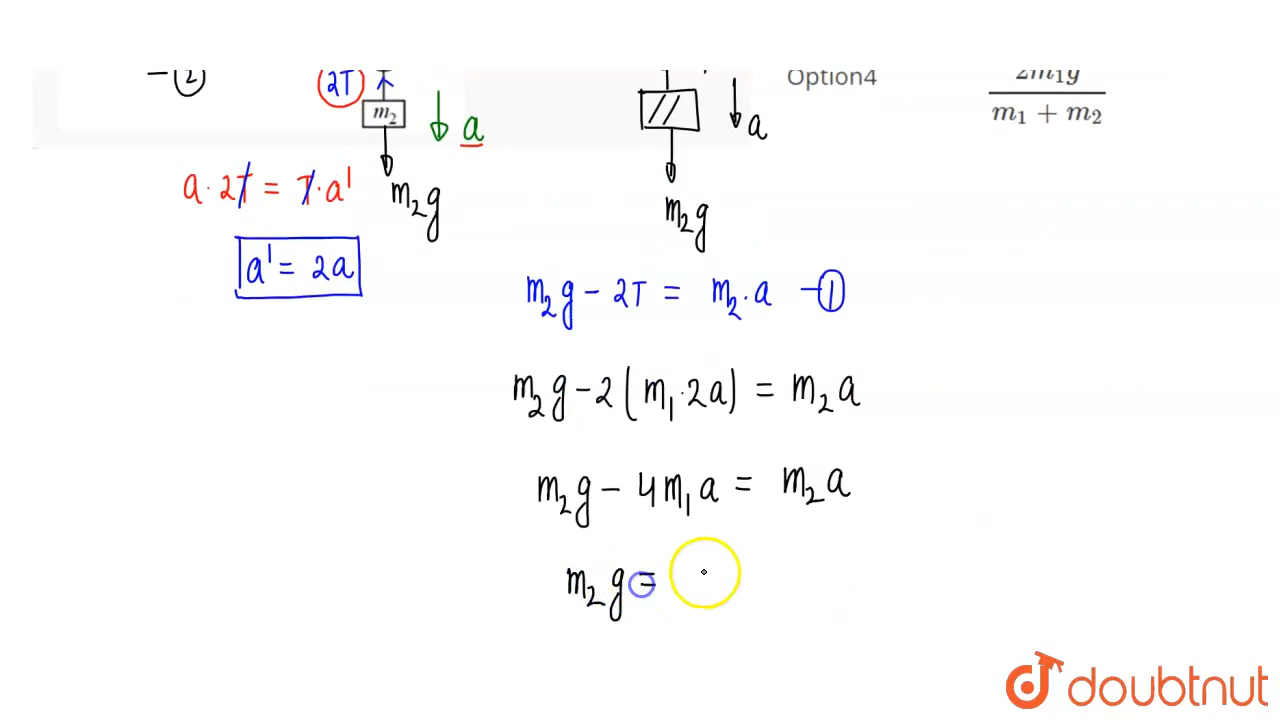 — ②
2T
m₂
a
m₂g
a · 2T = T · a'
a' = 2a
a
m₂g
Option4
2m₁g
m₁ + m₂
m₂g − 2T = m₂ · a — ①
m₂g − 2(m₁ · 2a) = m₂a
m₂g − 4m₁a = m₂a
m₂g =
doubtnut